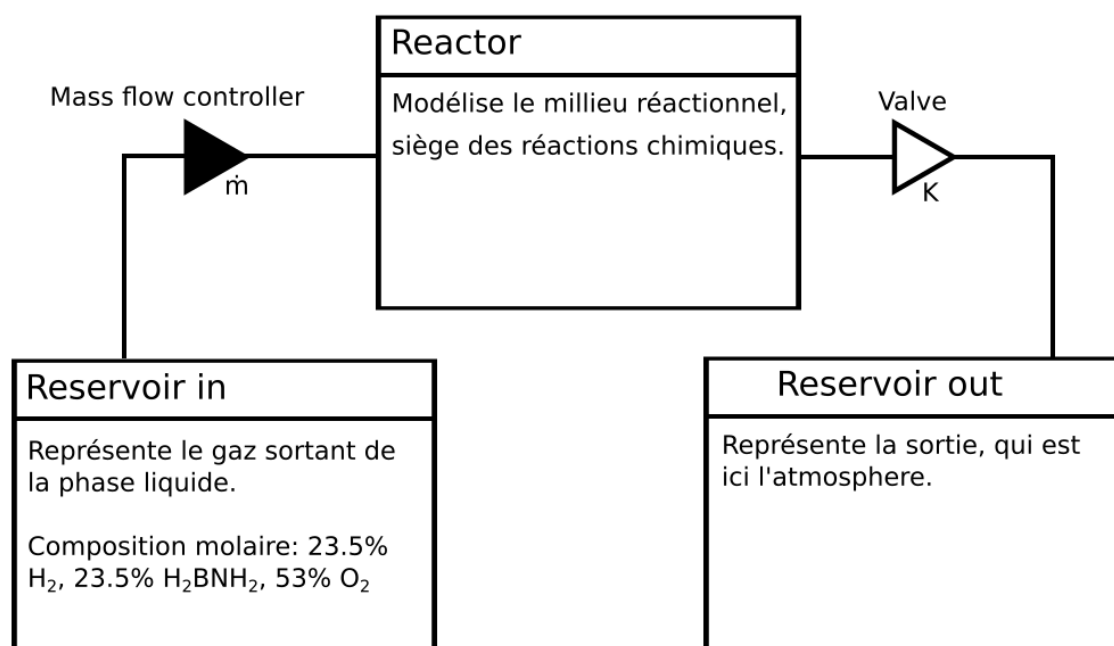 Reactor
Modélise le millieu réactionnel,
siège des réactions chimiques.
Mass flow controller
ṁ
Valve
K
Reservoir in
Représente le gaz sortant de
la phase liquide.
Composition molaire: 23.5%
H₂, 23.5% H₂BNH₂, 53% O₂
Reservoir out
Représente la sortie, qui est
ici l'atmosphere.